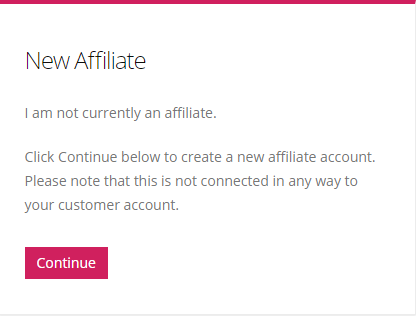 New Affiliate
I am not currently an affiliate.
Click Continue below to create a new affiliate account.
Please note that this is not connected in any way to
your customer account.
Continue